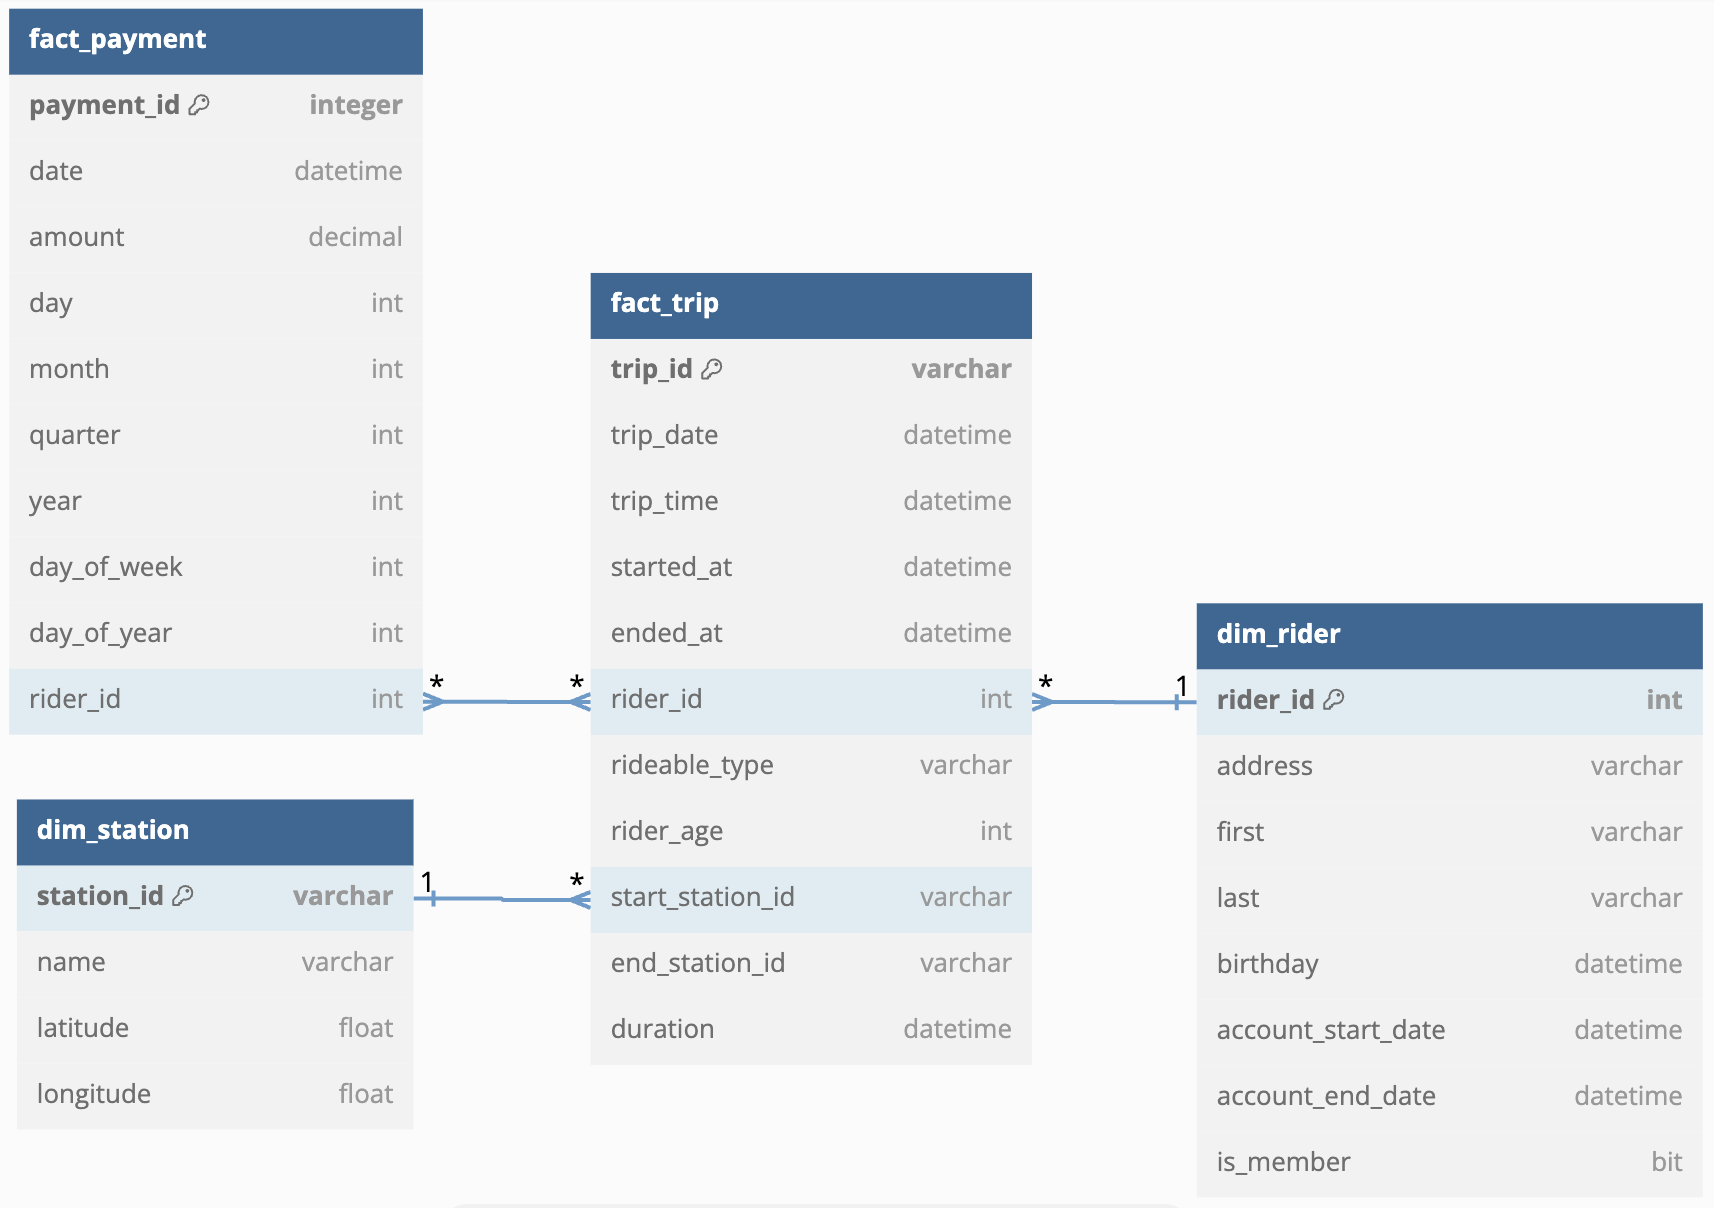 fact_payment
payment_id integer
date datetime
amount decimal
day int
month int
quarter int
year int
day_of_week int
day_of_year int
rider_id int
* *
fact_trip
trip_id varchar
trip_date datetime
trip_time datetime
started_at datetime
ended_at datetime
rider_id int
rideable_type varchar
rider_age int
start_station_id varchar
end_station_id varchar
duration datetime
* 1
dim_station
station_id varchar
name varchar
latitude float
longitude float
1 *
dim_rider
rider_id int
address varchar
first varchar
last varchar
birthday datetime
account_start_date datetime
account_end_date datetime
is_member bit